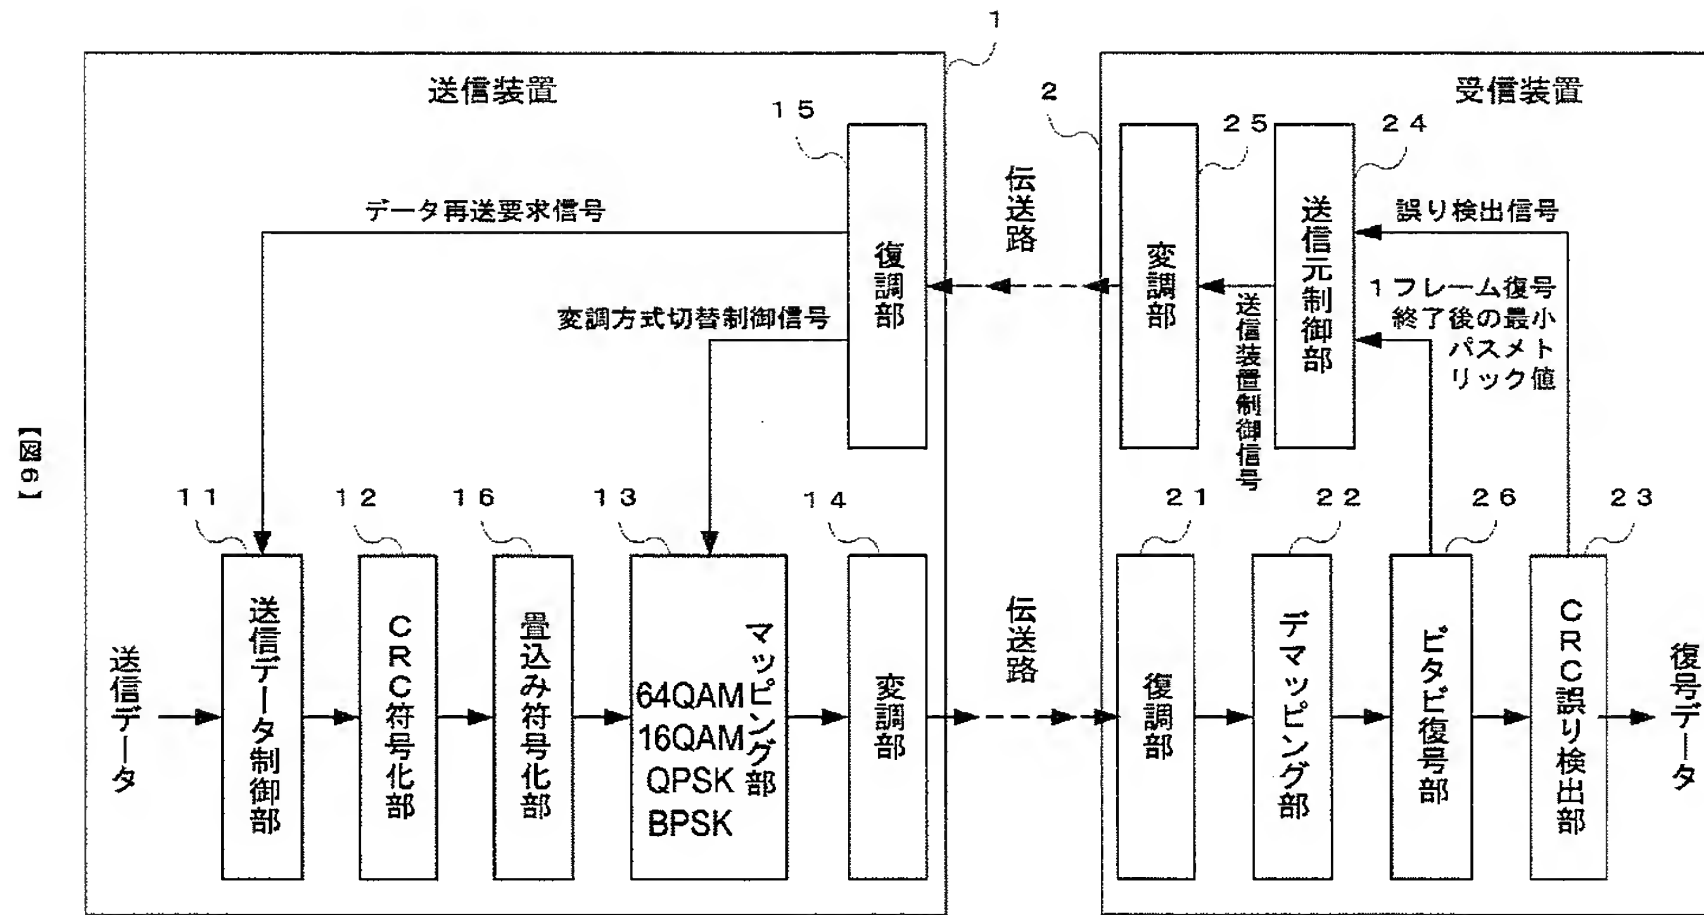 【図6】
1
送信装置
15
復調部
データ再送要求信号
変調方式切替制御信号
11
12
16
13
14
送信データ
送信データ制御部
CRC符号化部
畳込み符号化部
マッピング部
64QAM
16QAM
QPSK
BPSK
変調部
伝送路
伝送路
2
受信装置
25
24
変調部
送信元制御部
送信装置制御信号
誤り検出信号
1フレーム復号
終了後の最小
パスメト
リック値
21
22
26
23
復調部
デマッピング部
ビタビ復号部
CRC誤り検出部
復号データ